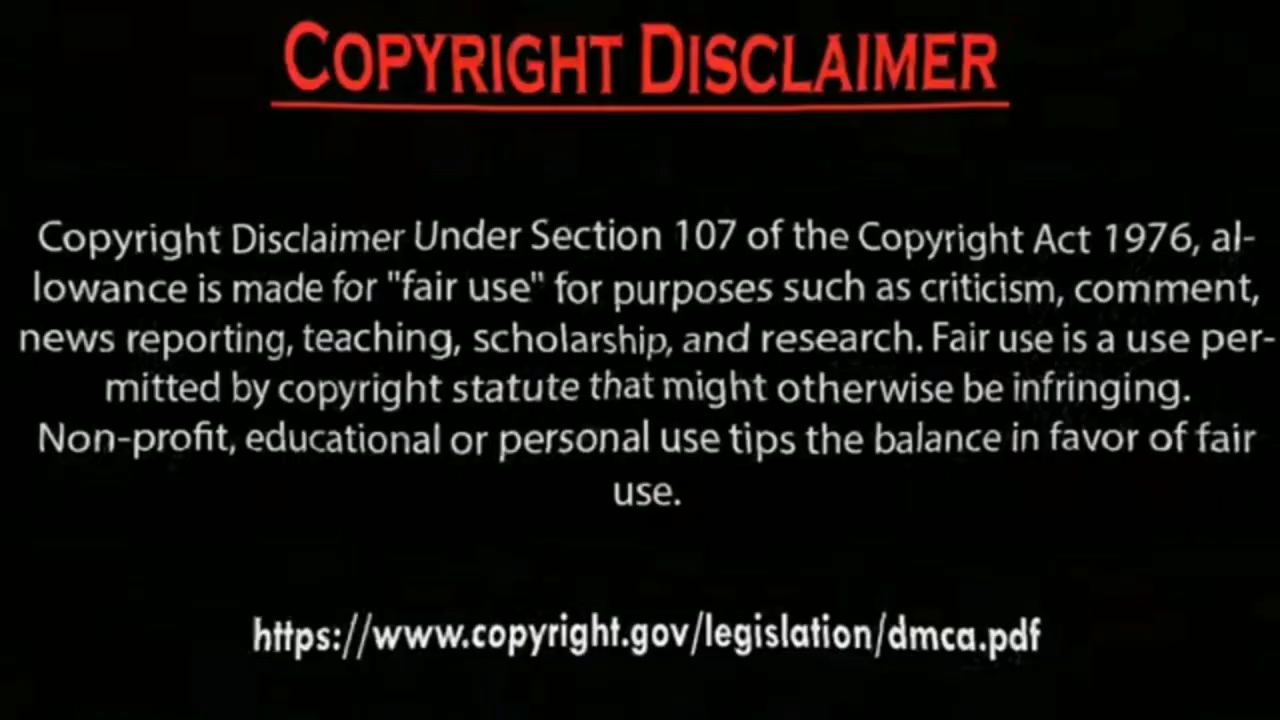 COPYRIGHT DISCLAIMER
Copyright Disclaimer Under Section 107 of the Copyright Act 1976, al-
lowance is made for "fair use" for purposes such as criticism, comment,
news reporting, teaching, scholarship, and research. Fair use is a use per-
mitted by copyright statute that might otherwise be infringing.
Non-profit, educational or personal use tips the balance in favor of fair
use.
https://www.copyright.gov/legislation/dmca.pdf